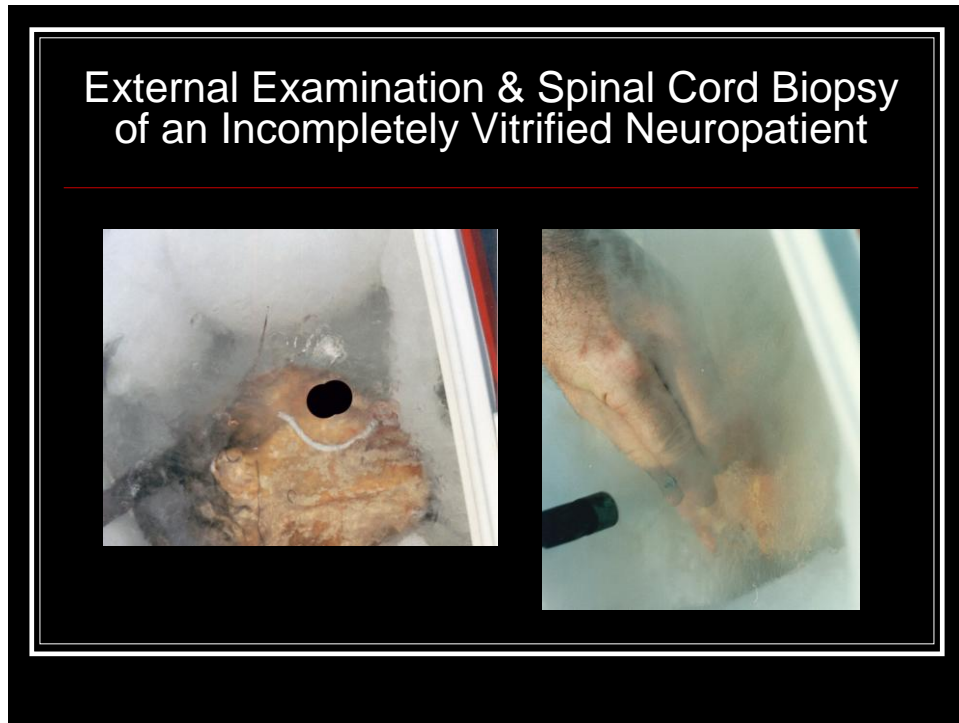 External Examination & Spinal Cord Biopsy
of an Incompletely Vitrified Neuropatient